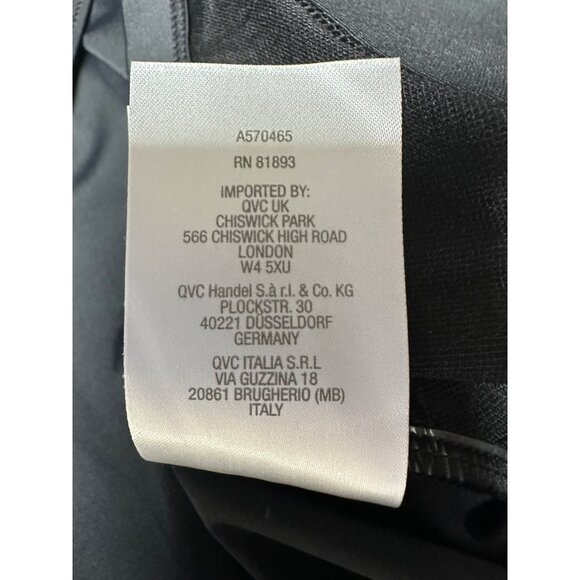 A570465
RN 81893
IMPORTED BY:
QVC UK
CHISWICK PARK
566 CHISWICK HIGH ROAD
LONDON
W4 5XU
QVC Handel S.à r.l. & Co. KG
PLOCKSTR. 30
40221 DÜSSELDORF
GERMANY
QVC ITALIA S.R.L
VIA GUZZINA 18
20861 BRUGHERIO (MB)
ITALY